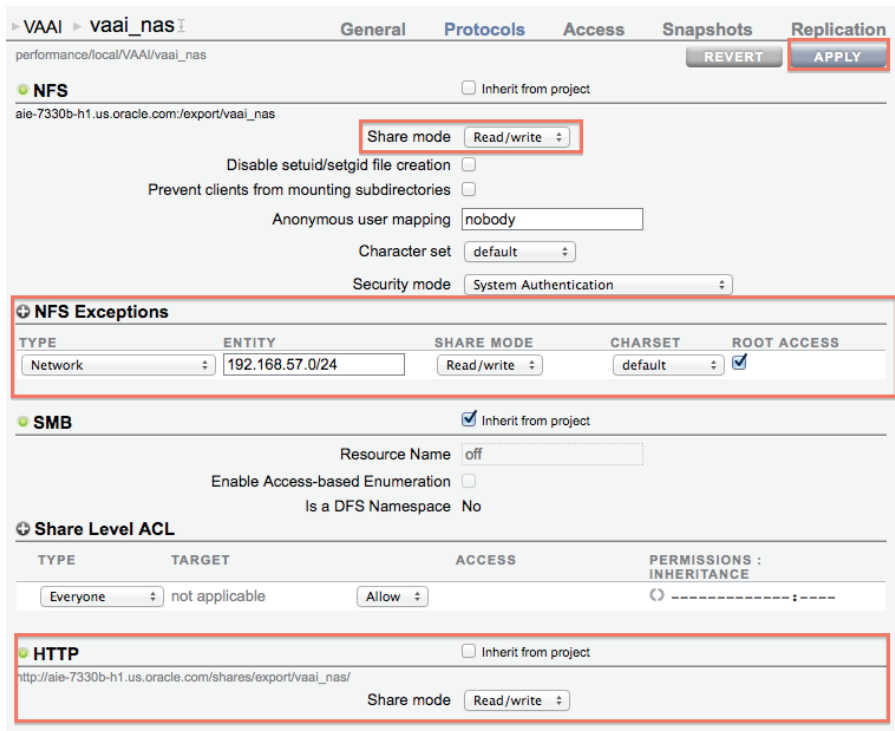 VAAI vaai_nas General Protocols Access Snapshots Replication
performance/local/VAAI/vaai_nas REVERT APPLY
NFS Inherit from project
aie-7330b-h1.us.oracle.com:/export/vaai_nas
Share mode Read/write
Disable setuid/setgid file creation
Prevent clients from mounting subdirectories
Anonymous user mapping nobody
Character set default
Security mode System Authentication
NFS Exceptions
TYPE ENTITY SHARE MODE CHARSET ROOT ACCESS
Network 192.168.57.0/24 Read/write default
SMB Inherit from project
Resource Name off
Enable Access-based Enumeration
Is a DFS Namespace No
Share Level ACL
TYPE TARGET ACCESS PERMISSIONS :
INHERITANCE
Everyone not applicable Allow -------------:----
HTTP Inherit from project
http://aie-7330b-h1.us.oracle.com/shares/export/vaai_nas/
Share mode Read/write